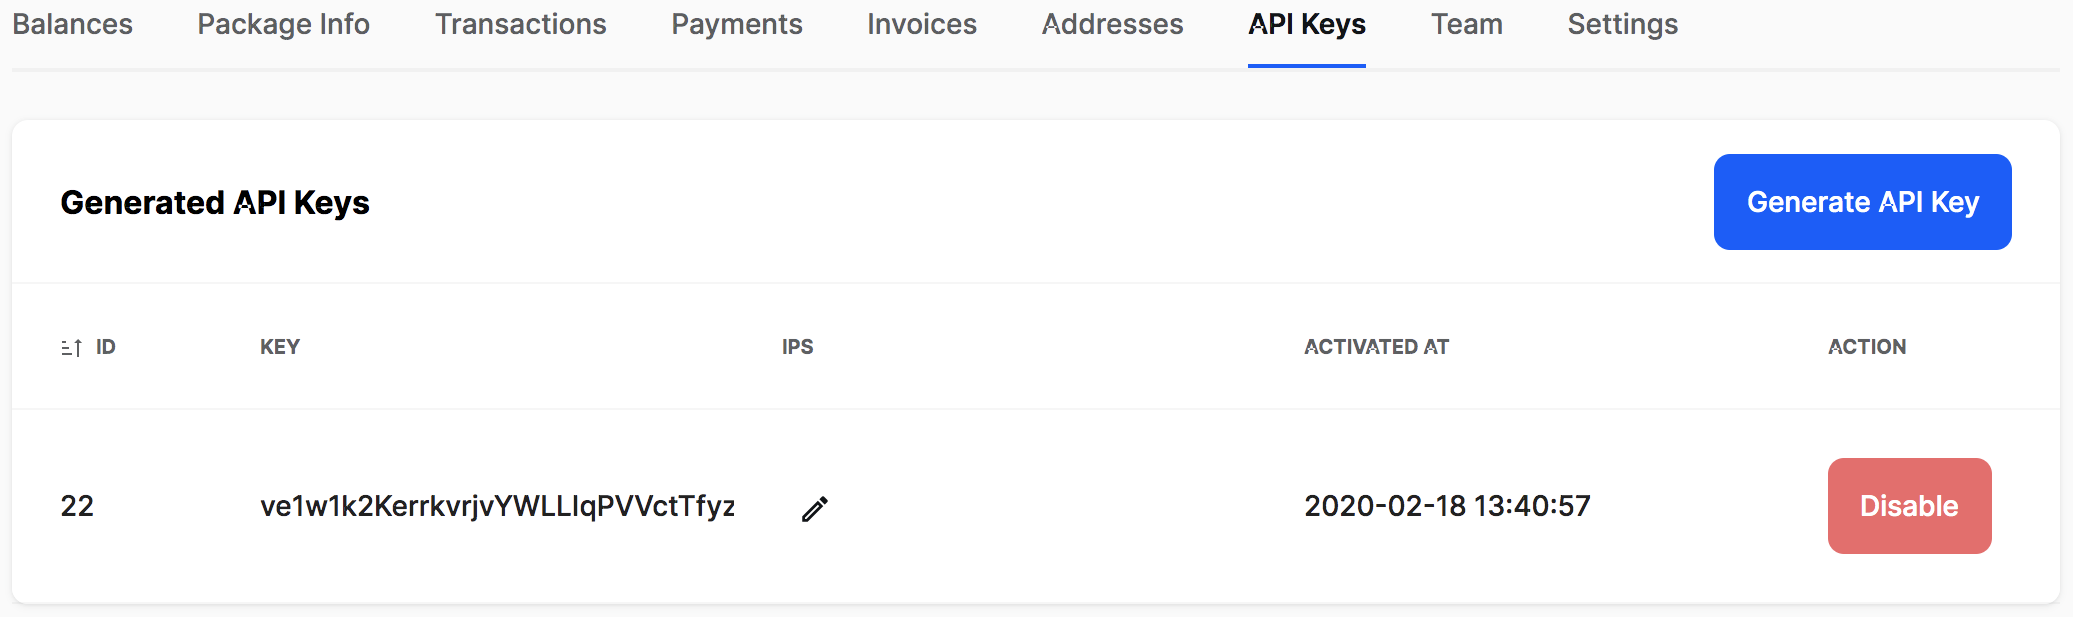 Balances Package Info Transactions Payments Invoices Addresses API Keys Team Settings
Generated API Keys Generate API Key
ID KEY IPS ACTIVATED AT ACTION
22 ve1w1k2KerrkvrjvYWLLIqPVVctTfyz 2020-02-18 13:40:57 Disable